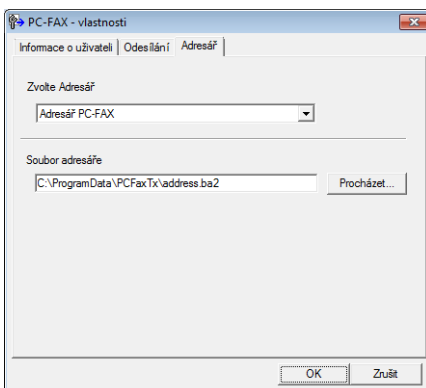 PC-FAX - vlastnosti
Informace o uživateli Odesílání Adresář
Zvolte Adresář
Adresář PC-FAX
Soubor adresáře
C:\ProgramData\PCFaxTx\address.ba2 Procházet...
OK Zrušit